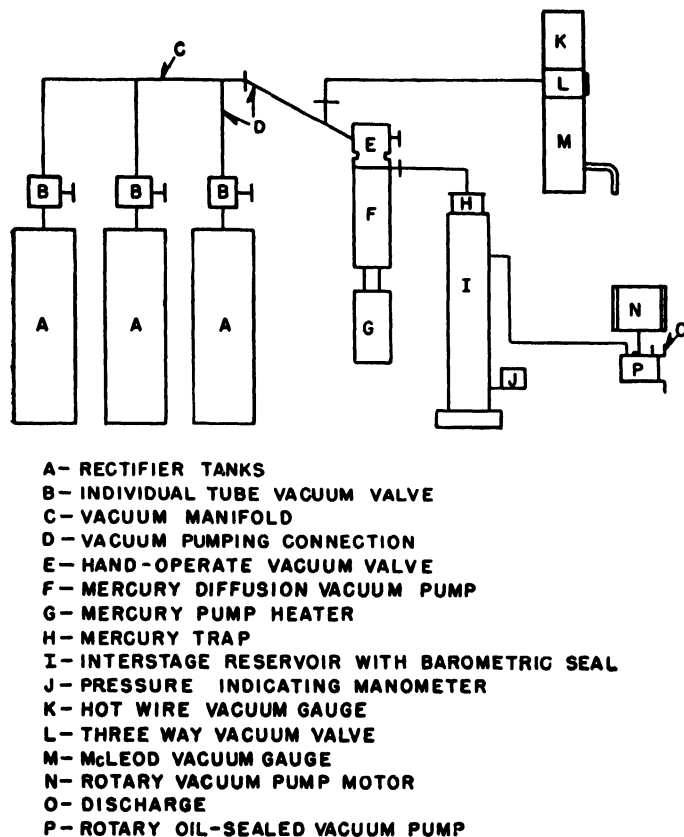 C
K
L
D
E
M
B
B
B
H
F
A
A
A
I
G
N
O
P
J
A- RECTIFIER TANKS
B- INDIVIDUAL TUBE VACUUM VALVE
C- VACUUM MANIFOLD
D- VACUUM PUMPING CONNECTION
E- HAND-OPERATE VACUUM VALVE
F- MERCURY DIFFUSION VACUUM PUMP
G- MERCURY PUMP HEATER
H- MERCURY TRAP
I- INTERSTAGE RESERVOIR WITH BAROMETRIC SEAL
J- PRESSURE INDICATING MANOMETER
K- HOT WIRE VACUUM GAUGE
L- THREE WAY VACUUM VALVE
M- McLEOD VACUUM GAUGE
N- ROTARY VACUUM PUMP MOTOR
O- DISCHARGE
P- ROTARY OIL-SEALED VACUUM PUMP